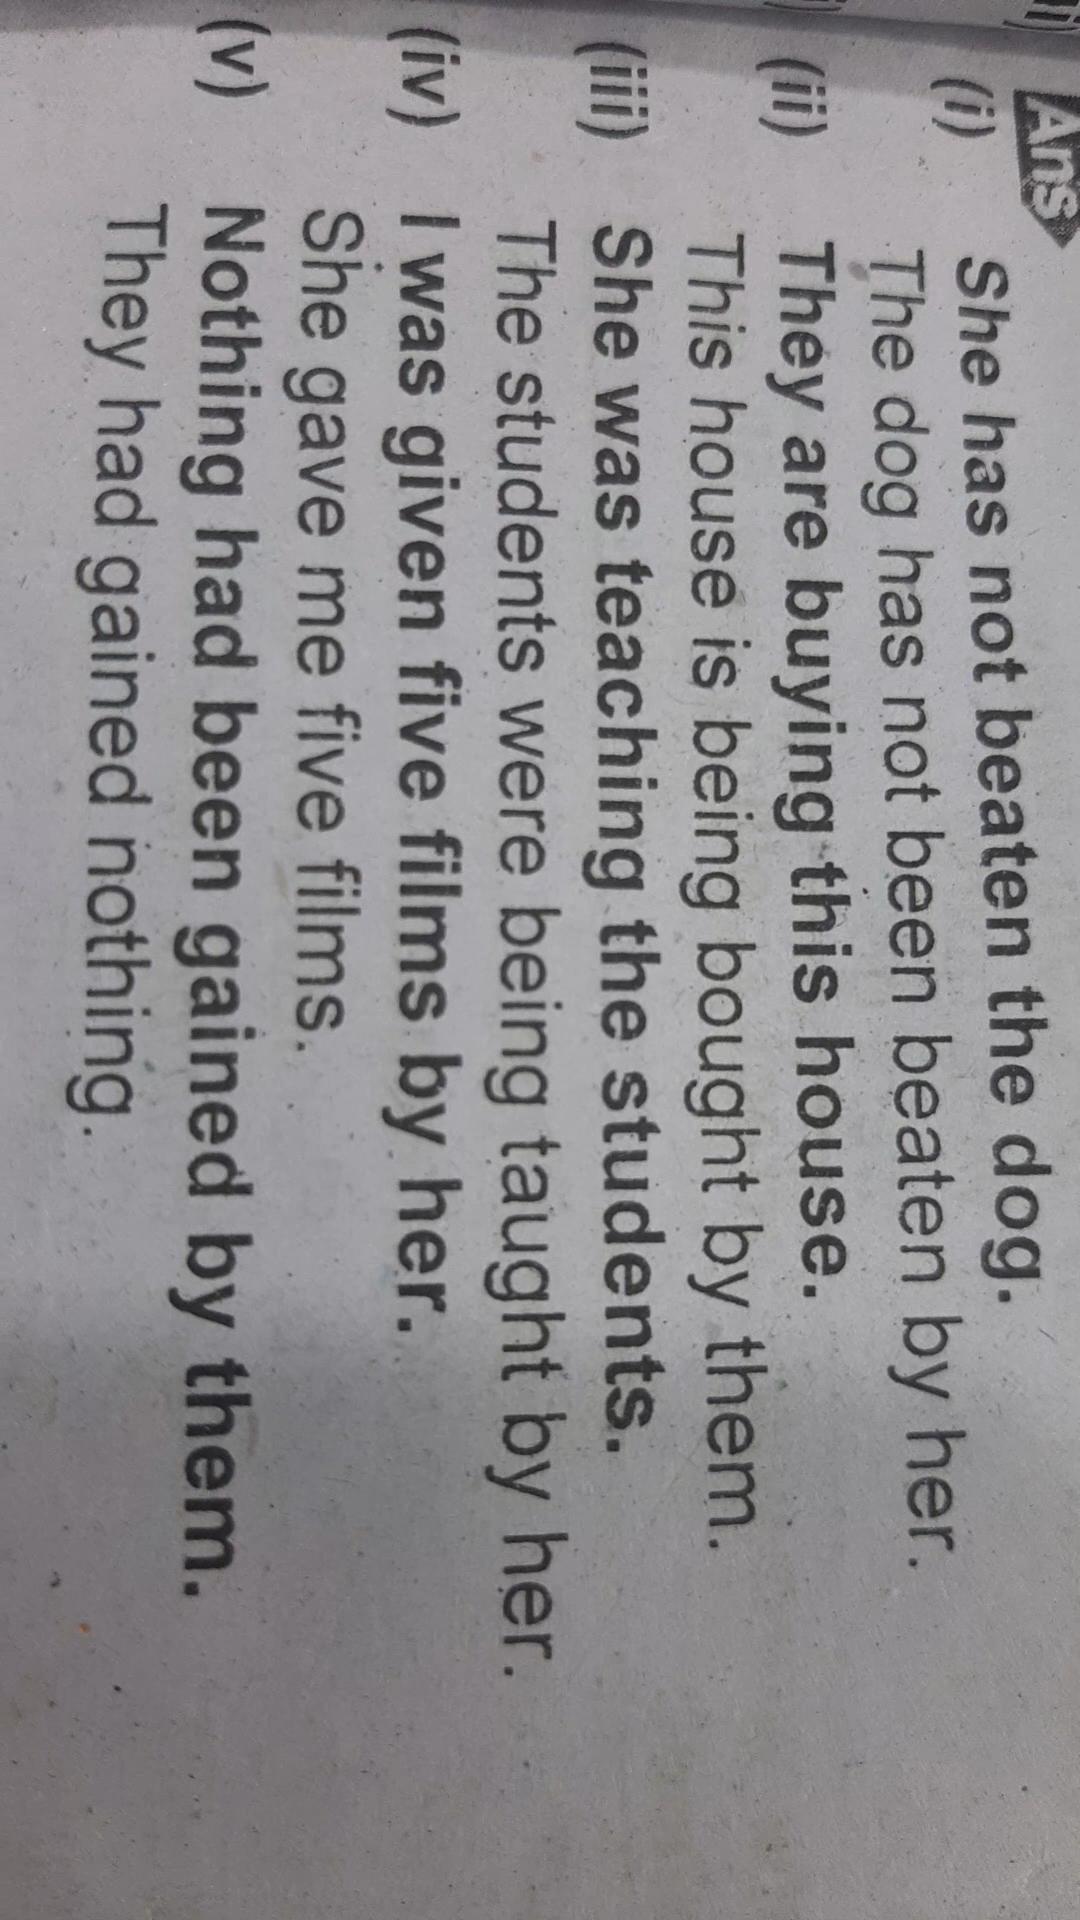 Ans
(i) She has not beaten the dog.
The dog has not been beaten by her.
(ii) They are buying this house.
This house is being bought by them.
(iii) She was teaching the students.
The students were being taught by her.
(iv) I was given five films by her.
She gave me five films.
(v) Nothing had been gained by them.
They had gained nothing.